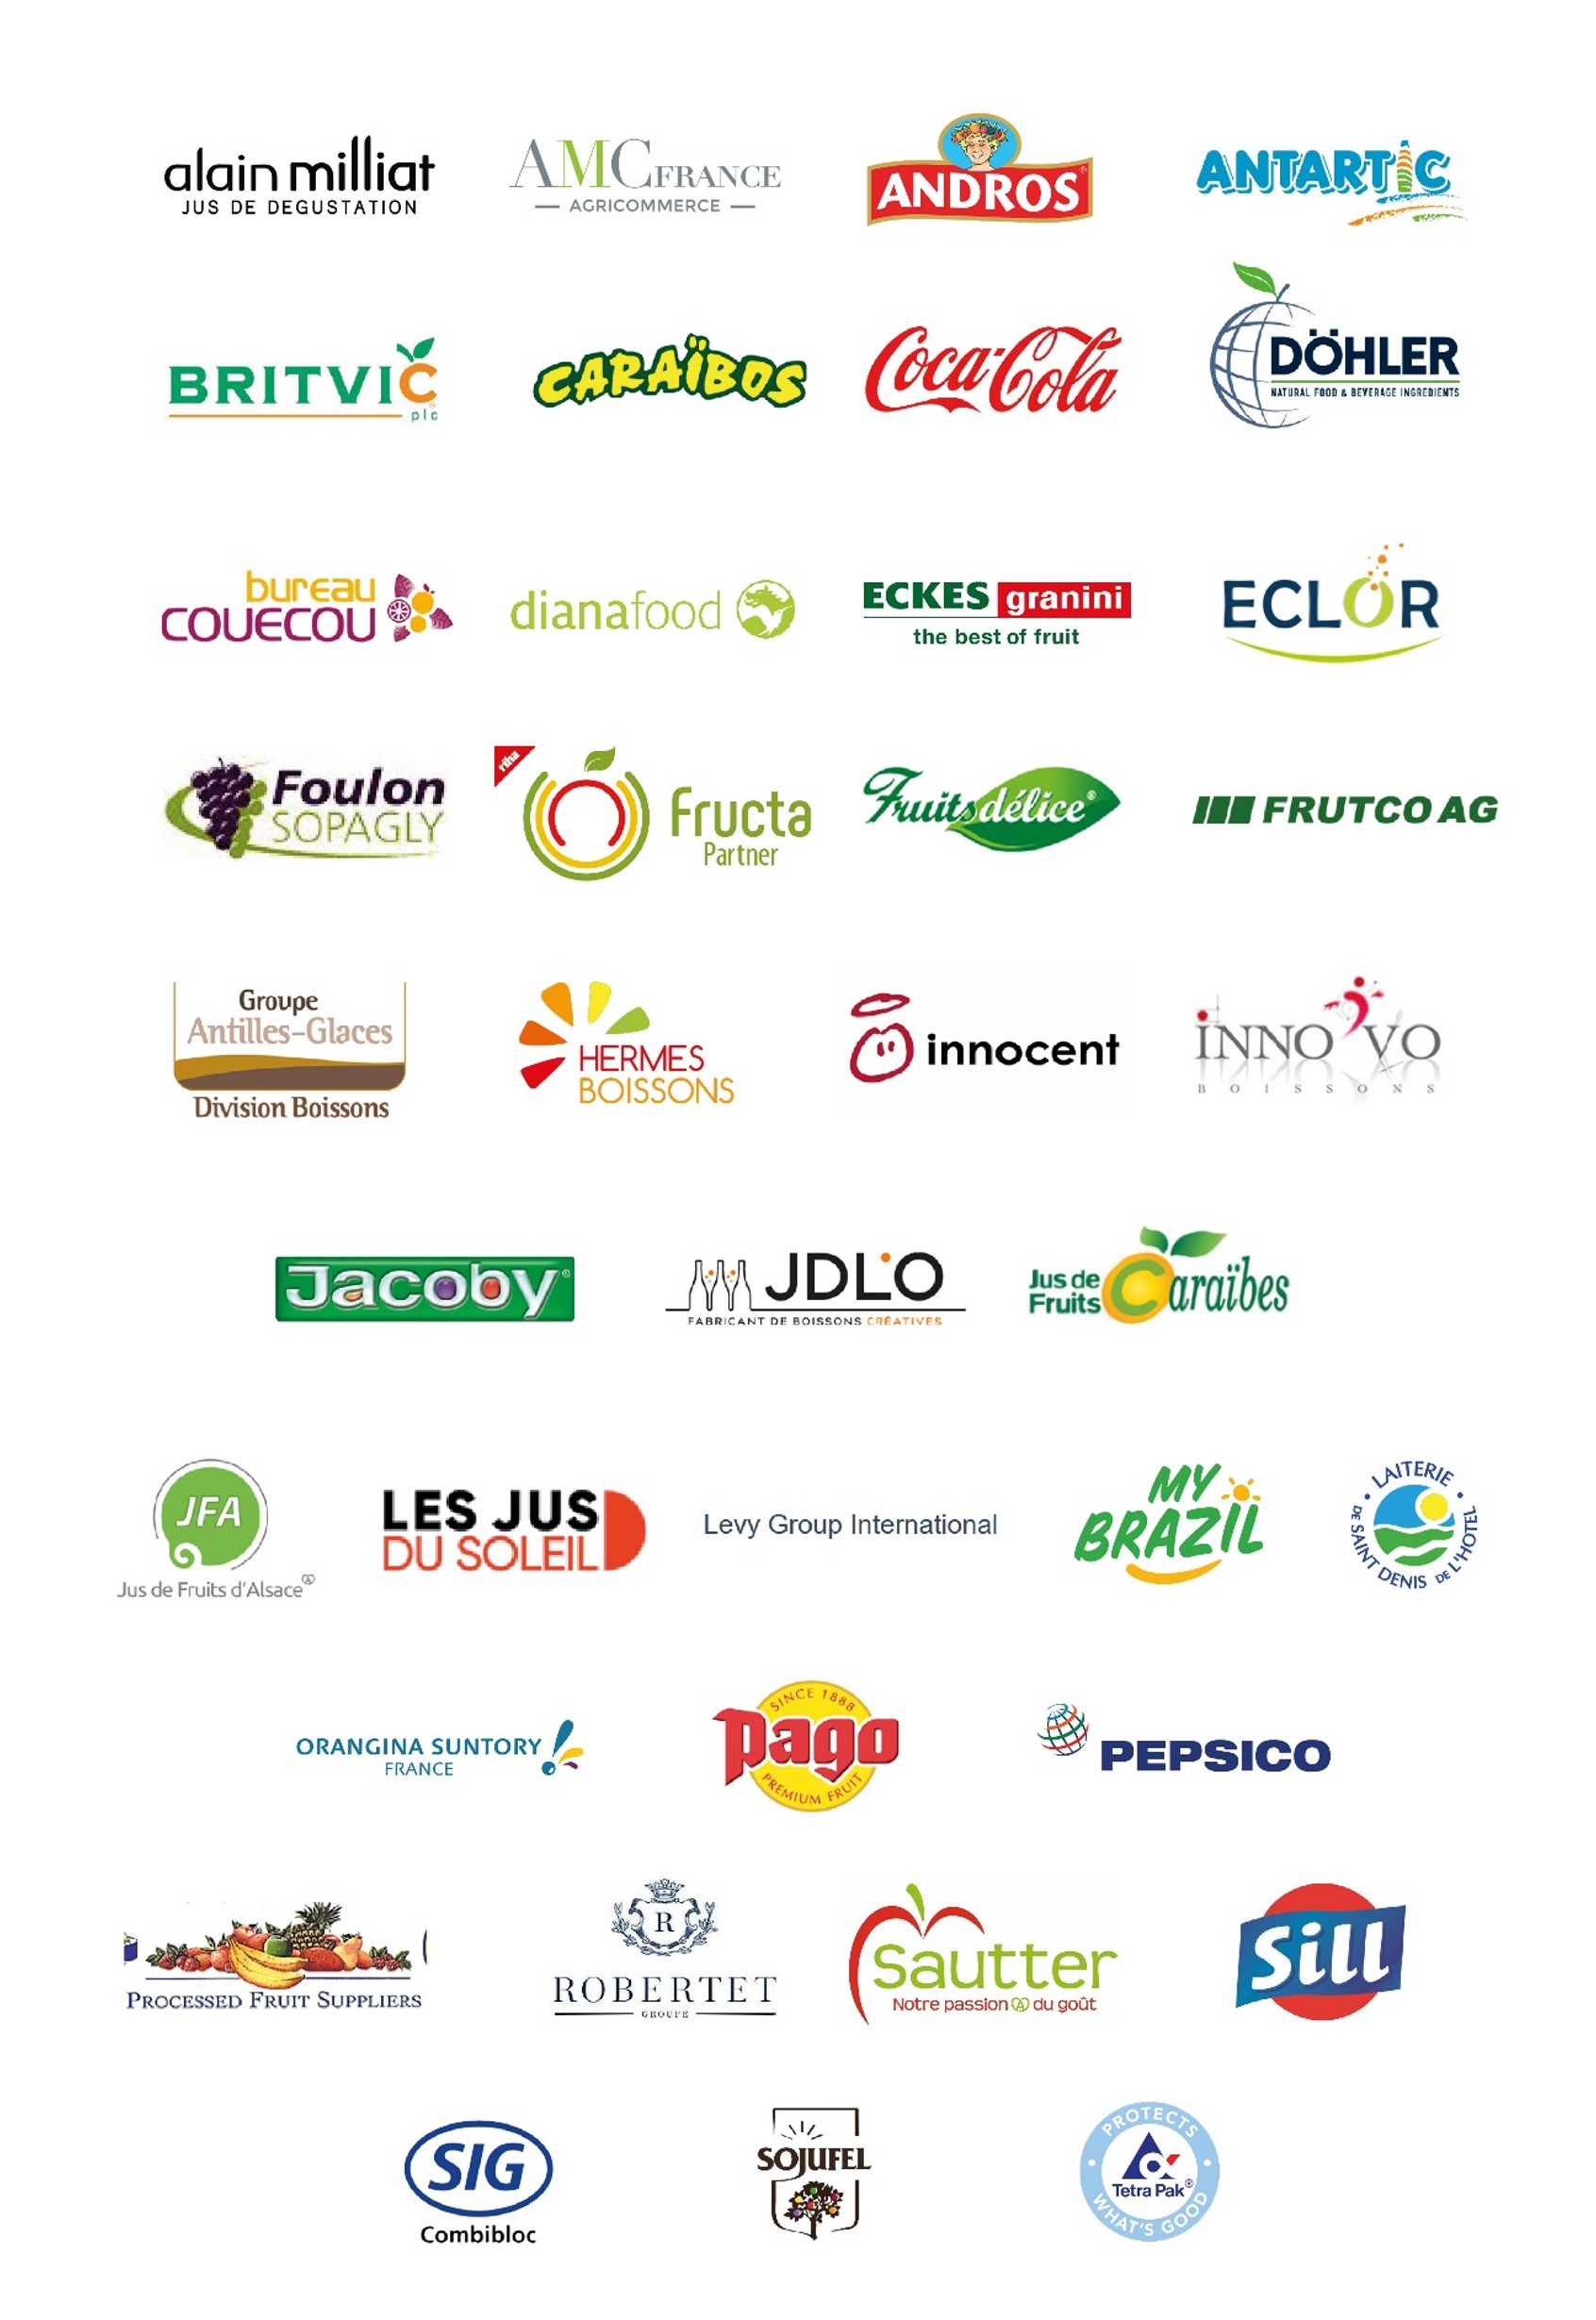 alain milliat
JUS DE DEGUSTATION
AMC FRANCE
AGRICOMMERCE
ANDROS®
ANTARTIC
BRITVIC
plc
CARAÏBOS
Coca-Cola
DÖHLER
NATURAL FOOD & BEVERAGE INGREDIENTS
bureau
couecou
dianafood
ECKES granini
the best of fruit
ECLOR
Foulon
SOPAGLY
riha
fructa
Partner
Fruits délice®
FRUTCO AG
Groupe
Antilles-Glaces
Division Boissons
HERMES
BOISSONS
innocent
INNO'VO
BOISSONS
Jacoby®
JDL'O
FABRICANT DE BOISSONS CRÉATIVES
Jus de
Fruits
Caraïbes
JFA
Jus de Fruits d'Alsace
LES JUS
DU SOLEIL
Levy Group International
MY
BRAZIL
LAITERIE
DE SAINT DENIS DE L'HOTEL
ORANGINA SUNTORY
FRANCE
SINCE 1888
Pago
PREMIUM FRUIT
PEPSICO
PROCESSED FRUIT SUPPLIERS
R
ROBERTET
GROUPE
Sautter
Notre passion du goût
Sill
SIG
Combibloc
SOJUFEL
PROTECTS
Tetra Pak®
WHAT'S GOOD